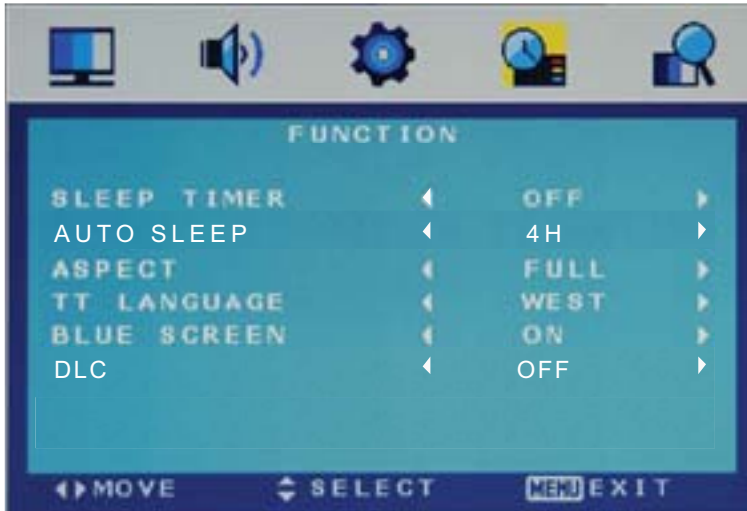 FUNCTION
SLEEP TIMER OFF
AUTO SLEEP 4H
ASPECT FULL
TT LANGUAGE WEST
BLUE SCREEN ON
DLC OFF
MOVE SELECT MENU EXIT